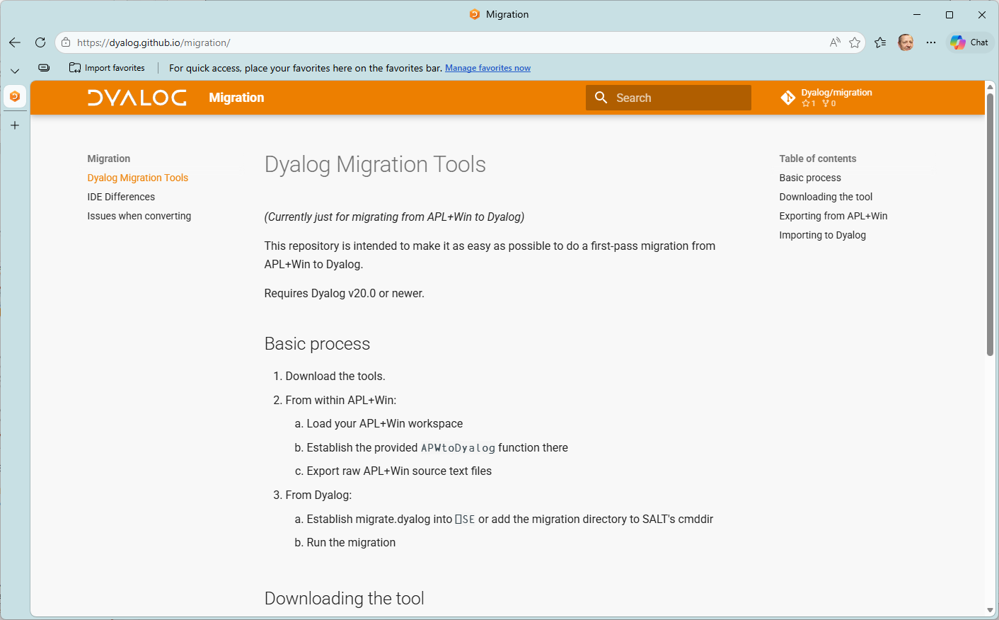 Migration
https://dyalog.github.io/migration/
Chat
Import favorites
For quick access, place your favorites here on the favorites bar. Manage favorites now
DYALOG
Migration
Search
Dyalog/migration
1 0
Migration
Dyalog Migration Tools
IDE Differences
Issues when converting
Dyalog Migration Tools
(Currently just for migrating from APL+Win to Dyalog)
This repository is intended to make it as easy as possible to do a first-pass migration from
APL+Win to Dyalog.
Requires Dyalog v20.0 or newer.
Basic process
1. Download the tools.
2. From within APL+Win:
a. Load your APL+Win workspace
b. Establish the provided APWtoDyalog function there
c. Export raw APL+Win source text files
3. From Dyalog:
a. Establish migrate.dyalog into ⎕SE or add the migration directory to SALT's cmddir
b. Run the migration
Downloading the tool
Table of contents
Basic process
Downloading the tool
Exporting from APL+Win
Importing to Dyalog